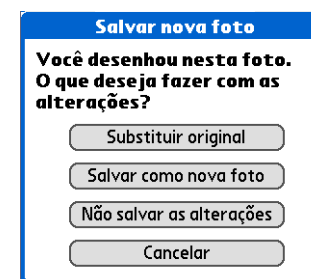 Salvar nova foto
Você desenhou nesta foto.
O que deseja fazer com as
alterações?
Substituir original
Salvar como nova foto
Não salvar as alterações
Cancelar